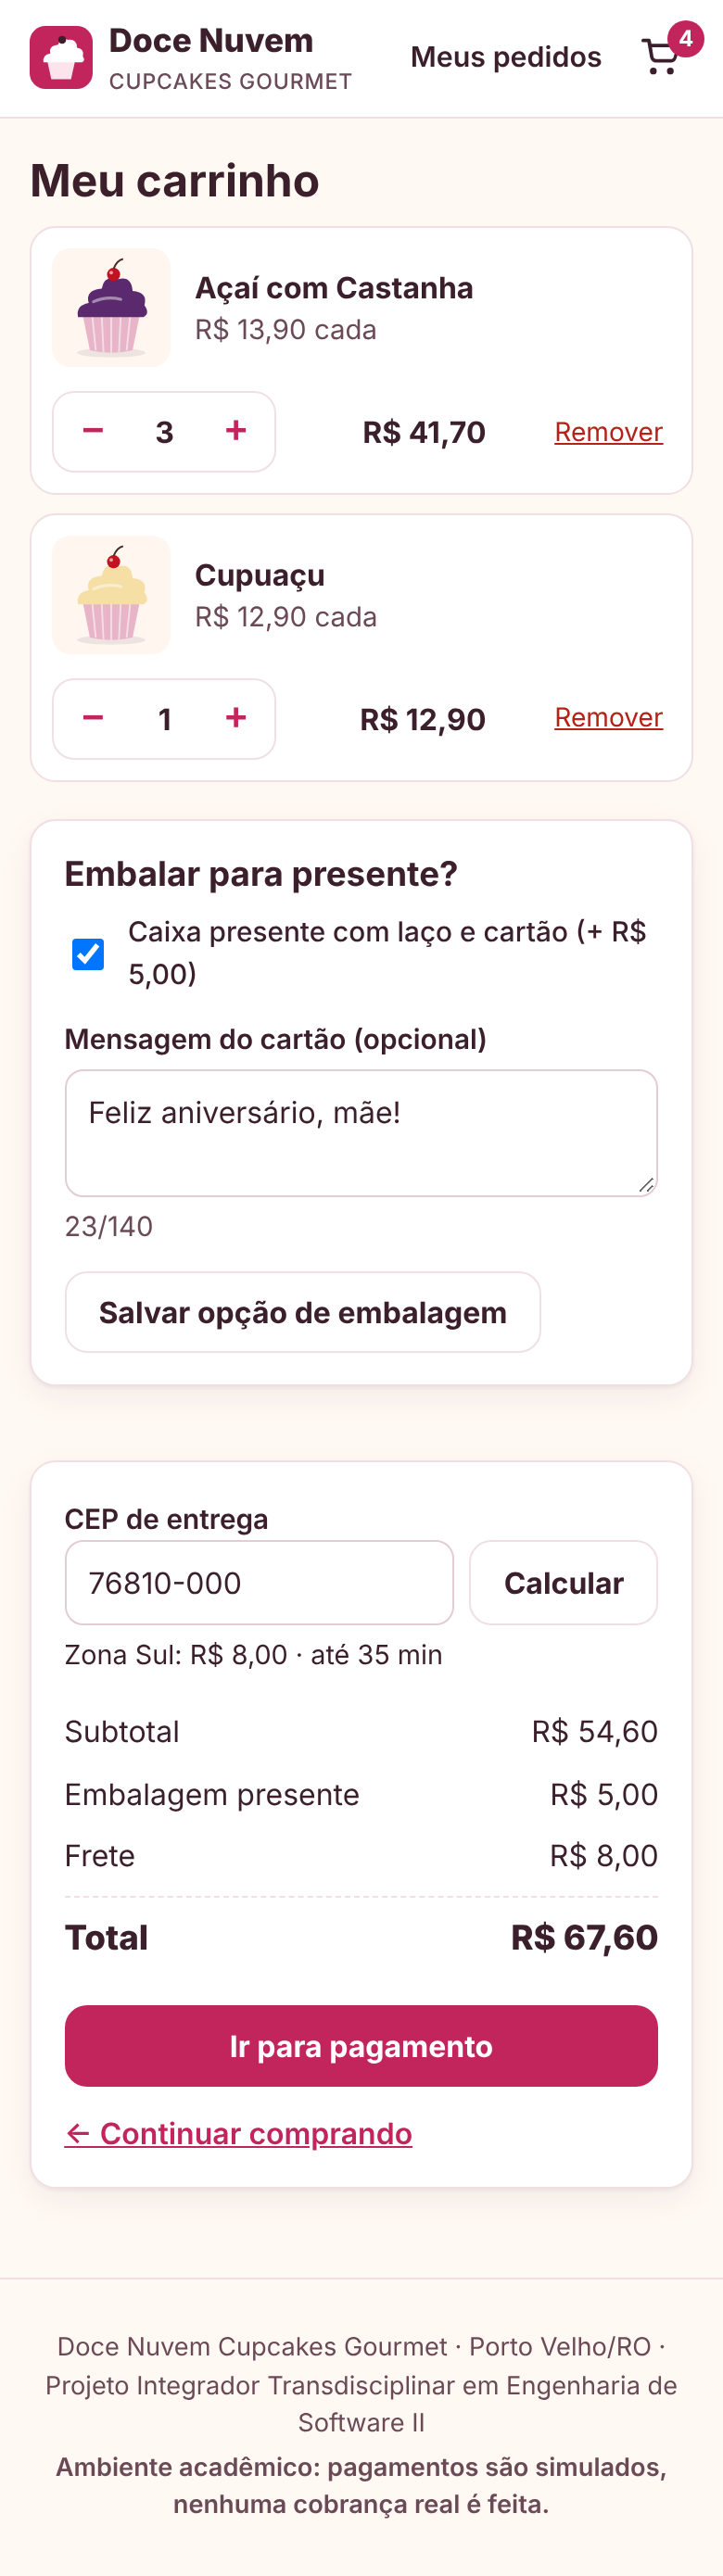 Doce Nuvem
CUPCAKES GOURMET
Meus pedidos
4
Meu carrinho
Açaí com Castanha
R$ 13,90 cada
− 3 + R$ 41,70 Remover
Cupuaçu
R$ 12,90 cada
− 1 + R$ 12,90 Remover
Embalar para presente?
Caixa presente com laço e cartão (+ R$
5,00)
Mensagem do cartão (opcional)
Feliz aniversário, mãe!
23/140
Salvar opção de embalagem
CEP de entrega
76810-000 Calcular
Zona Sul: R$ 8,00 · até 35 min
Subtotal R$ 54,60
Embalagem presente R$ 5,00
Frete R$ 8,00
Total R$ 67,60
Ir para pagamento
← Continuar comprando
Doce Nuvem Cupcakes Gourmet · Porto Velho/RO ·
Projeto Integrador Transdisciplinar em Engenharia de
Software II
Ambiente acadêmico: pagamentos são simulados,
nenhuma cobrança real é feita.